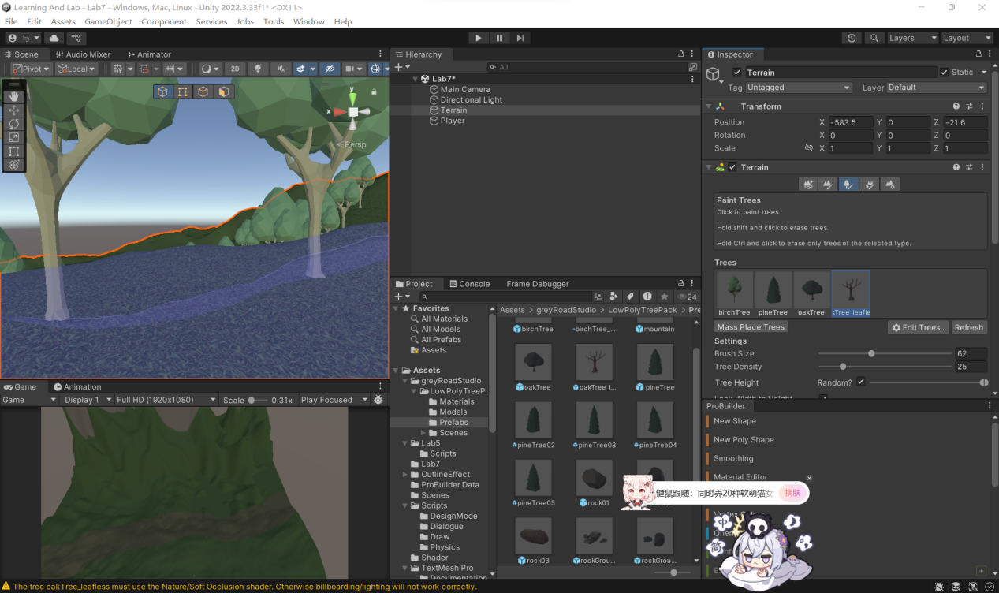 Learning And Lab - Lab7 - Windows, Mac, Linux - Unity 2022.3.33f1* <DX11>
File Edit Assets GameObject Component Services Jobs Tools Window Help
马
Layers Layout
Scene Audio Mixer Animator
Pivot Local 2D
y
x
Persp
Hierarchy
All
Lab7*
Main Camera
Directional Light
Terrain
Player
Inspector
Terrain Static
Tag Untagged Layer Default
Transform
Position X -583.5 Y 0 Z -21.6
Rotation X 0 Y 0 Z 0
Scale X 1 Y 1 Z 1
Terrain
Paint Trees
Click to paint trees.
Hold shift and click to erase trees.
Hold Ctrl and click to erase only trees of the selected type.
Trees
birchTree pineTree oakTree kTree_leafle
Mass Place Trees Edit Trees... Refresh
Settings
Brush Size 62
Tree Density 25
Tree Height Random?
Lock Width to Height
Project Console Frame Debugger
24
Favorites
All Materials
All Models
All Prefabs
Assets
Assets
greyRoadStudio
LowPolyTreePa
Materials
Models
Prefabs
Scenes
Lab5
Scripts
Lab7
OutlineEffect
ProBuilder Data
Scenes
Scripts
DesignMode
Dialogue
Draw
Physics
Shader
TextMesh Pro
Documentation
Assets > greyRoadStudio > LowPolyTreePack > Pre
birchTree birchTree_... mountain
oakTree oakTree_l... pineTree
pineTree02 pineTree03 pineTree04
pineTree05 rock01
rock03 rockGrou... rockGrou...
Game Animation
Game Display 1 Full HD (1920x1080) Scale 0.31x Play Focused
ProBuilder
New Shape
New Poly Shape
Smoothing
Material Editor
键鼠跟随：同时养20种软萌猫女 换肤
中
简
The tree oakTree_leafless must use the Nature/Soft Occlusion shader. Otherwise billboarding/lighting will not work correctly.